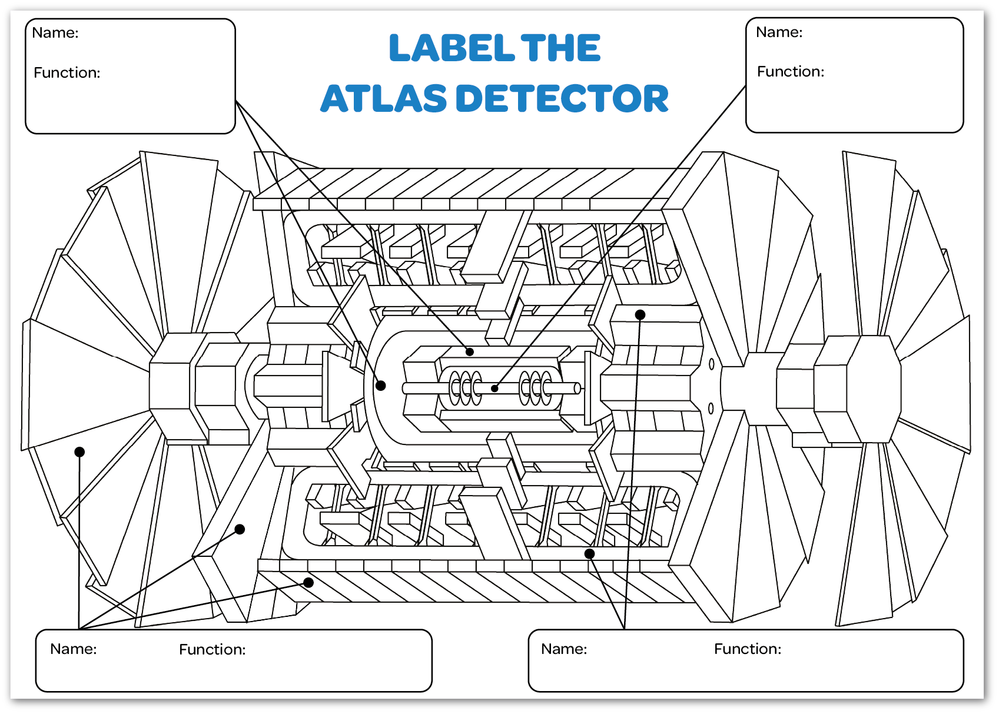 Name:
Function:
LABEL THE
ATLAS DETECTOR
Name:
Function:
Name: Function:
Name: Function: